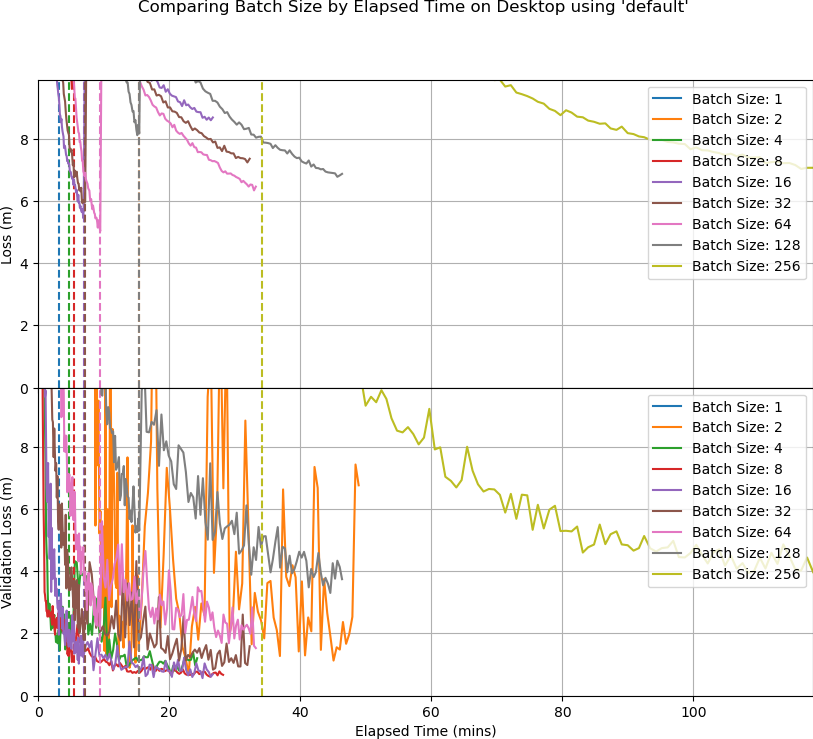 Comparing Batch Size by Elapsed Time on Desktop using 'default'
Loss (m)
8
6
4
2
0
Batch Size: 1
Batch Size: 2
Batch Size: 4
Batch Size: 8
Batch Size: 16
Batch Size: 32
Batch Size: 64
Batch Size: 128
Batch Size: 256
Validation Loss (m)
8
6
4
2
0
Batch Size: 1
Batch Size: 2
Batch Size: 4
Batch Size: 8
Batch Size: 16
Batch Size: 32
Batch Size: 64
Batch Size: 128
Batch Size: 256
0 20 40 60 80 100
Elapsed Time (mins)